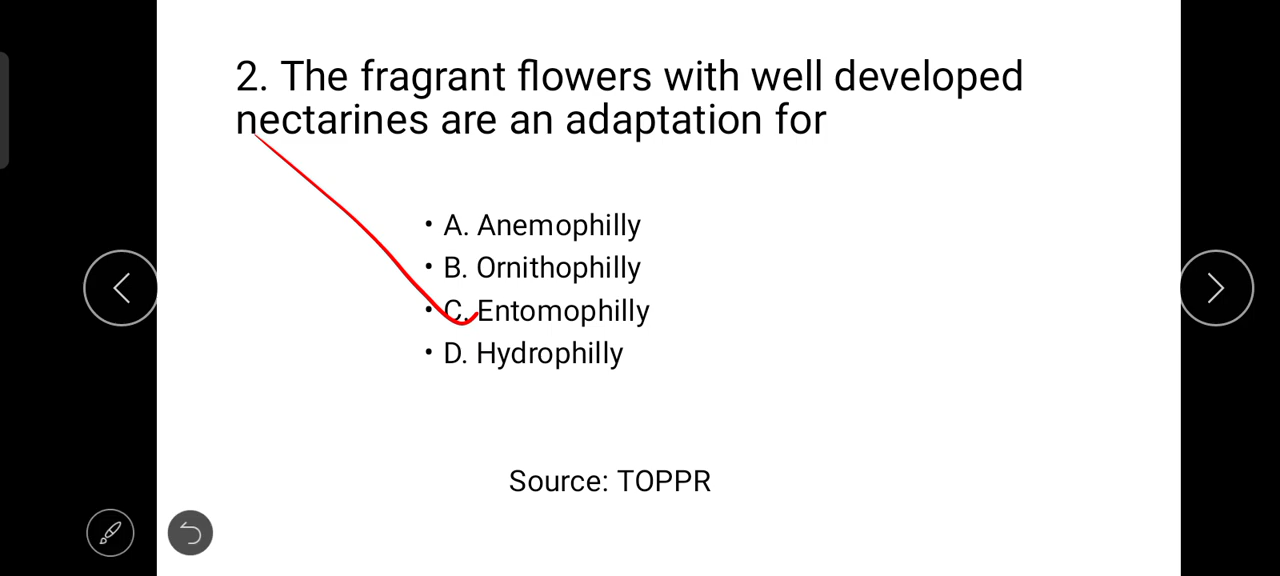 2. The fragrant flowers with well developed
nectarines are an adaptation for
• A. Anemophilly
• B. Ornithophilly
• C. Entomophilly
• D. Hydrophilly
Source: TOPPR